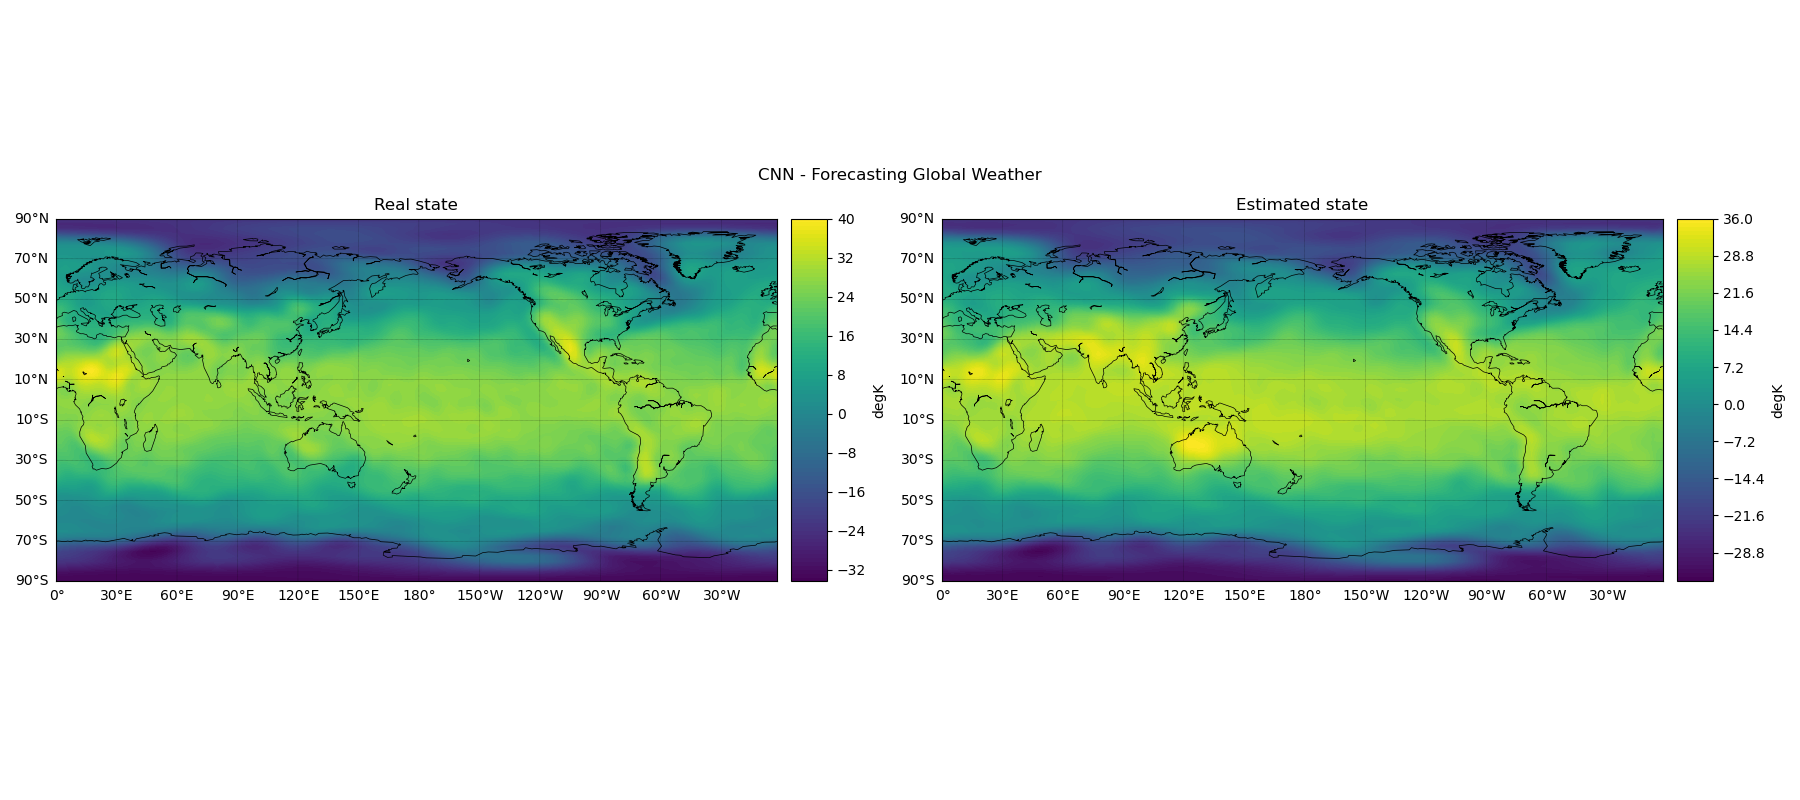 CNN - Forecasting Global Weather
Real state
90°N
70°N
50°N
30°N
10°N
10°S
30°S
50°S
70°S
90°S
0°
30°E
60°E
90°E
120°E
150°E
180°
150°W
120°W
90°W
60°W
30°W
40
32
24
16
8
0
−8
−16
−24
−32
degK
Estimated state
90°N
70°N
50°N
30°N
10°N
10°S
30°S
50°S
70°S
90°S
0°
30°E
60°E
90°E
120°E
150°E
180°
150°W
120°W
90°W
60°W
30°W
36.0
28.8
21.6
14.4
7.2
0.0
−7.2
−14.4
−21.6
−28.8
degK